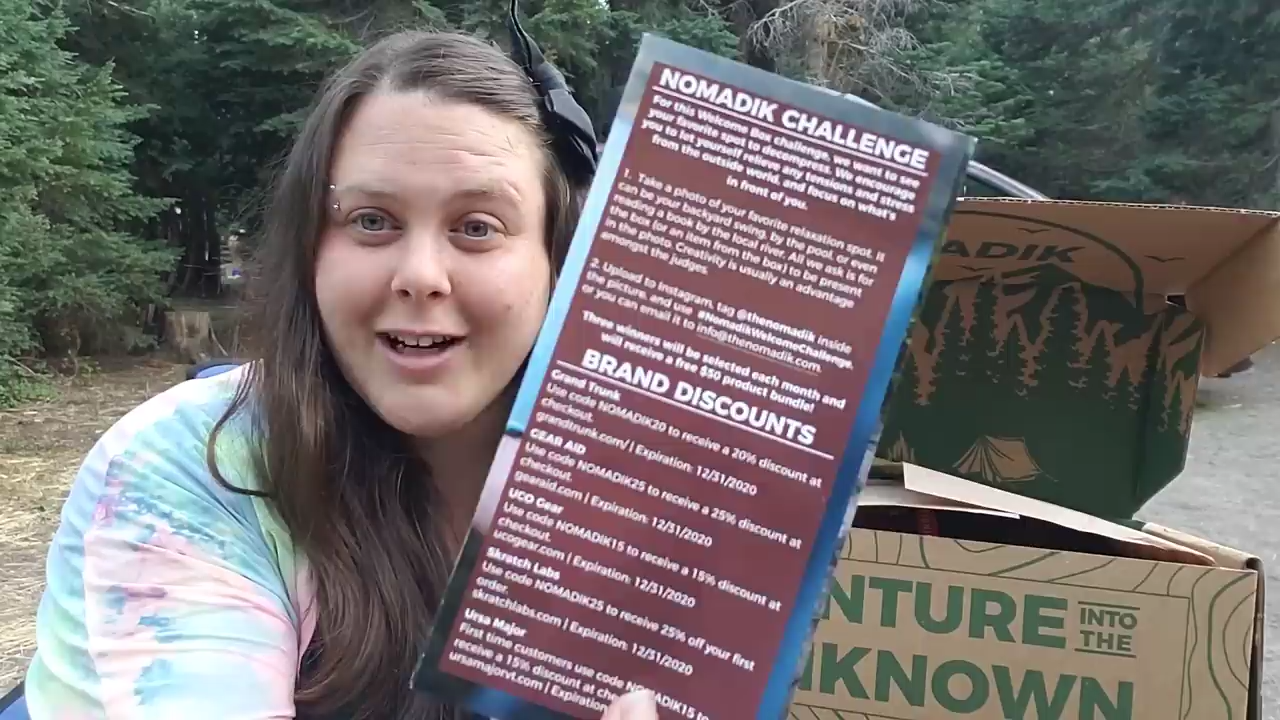 NOMADIK CHALLENGE
For this Welcome Box challenge, we want to see
your favorite spot to decompress. We encourage
you to let yourself relieve any tensions and stress
from the outside world, and focus on what's
in front of you.
1. Take a photo of your favorite relaxation spot. It
can be your backyard swing, by the pool, or even
reading a book by the local river. All we ask is for
the box (or an item from the box) to be present
in the photo. Creativity is usually an advantage
amongst the judges.
2. Upload to Instagram, tag @thenomadik inside
the picture, and use #NomadikWelcomeChallenge,
or you can email it to info@thenomadik.com.
Three winners will be selected each month and
will receive a free $50 product bundle!
BRAND DISCOUNTS
Grand Trunk
Use code NOMADIK20 to receive a 20% discount at
checkout.
grandtrunk.com/ | Expiration: 12/31/2020
GEAR AID
Use code NOMADIK25 to receive a 25% discount at
checkout.
gearaid.com | Expiration: 12/31/2020
UCO Gear
Use code NOMADIK15 to receive a 15% discount at
checkout.
ucogear.com | Expiration: 12/31/2020
Skratch Labs
Use code NOMADIK25 to receive 25% off your first
order.
skratchlabs.com | Expiration: 12/31/2020
Ursa Major
First time customers use code NOMADIK15 to
receive a 15% discount at
ursamajorvt.com | Expiration
ADIK
NTURE INTO
THE
KNOWN